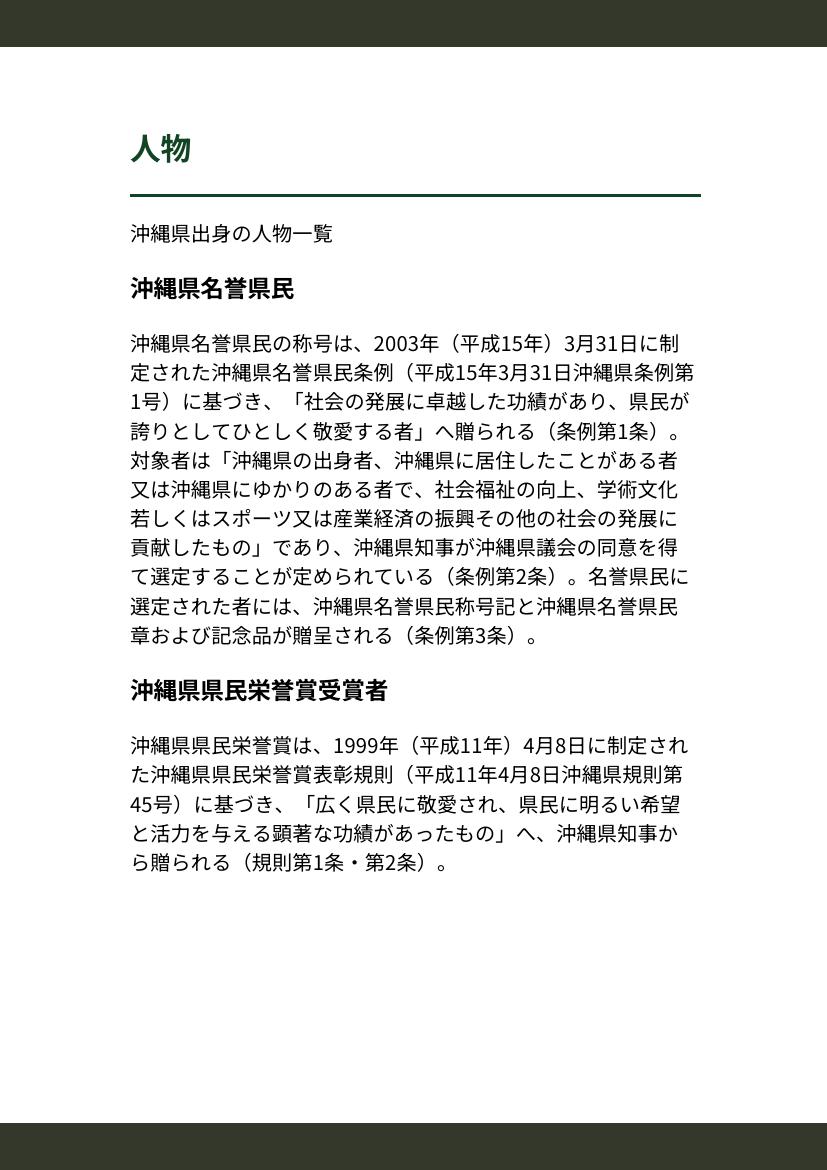 人物
沖縄県出身の人物一覧
沖縄県名誉県民
沖縄県名誉県民の称号は、2003年（平成15年）3月31日に制
定された沖縄県名誉県民条例（平成15年3月31日沖縄県条例第
1号）に基づき、「社会の発展に卓越した功績があり、県民が
誇りとしてひとしく敬愛する者」へ贈られる（条例第1条）。
対象者は「沖縄県の出身者、沖縄県に居住したことがある者
又は沖縄県にゆかりのある者で、社会福祉の向上、学術文化
若しくはスポーツ又は産業経済の振興その他の社会の発展に
貢献したもの」であり、沖縄県知事が沖縄県議会の同意を得
て選定することが定められている（条例第2条）。名誉県民に
選定された者には、沖縄県名誉県民称号記と沖縄県名誉県民
章および記念品が贈呈される（条例第3条）。
沖縄県県民栄誉賞受賞者
沖縄県県民栄誉賞は、1999年（平成11年）4月8日に制定され
た沖縄県県民栄誉賞表彰規則（平成11年4月8日沖縄県規則第
45号）に基づき、「広く県民に敬愛され、県民に明るい希望
と活力を与える顕著な功績があったもの」へ、沖縄県知事か
ら贈られる（規則第1条・第2条）。